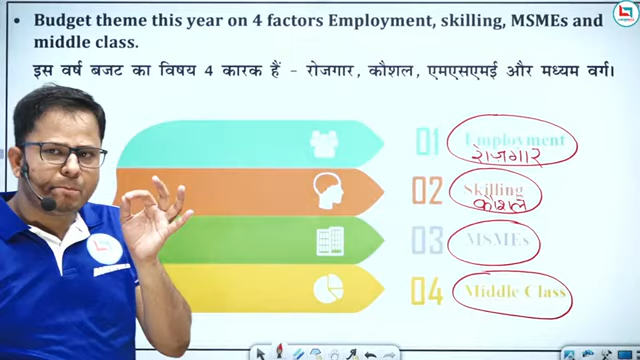 • Budget theme this year on 4 factors Employment, skilling, MSMEs and
middle class.
इस वर्ष बजट का विषय 4 कारक हैं – रोजगार, कौशल, एमएसएमई और मध्यम वर्ग।
01 Employment
रोजगार
02 Skilling
कौशल
03 MSMEs
04 Middle Class